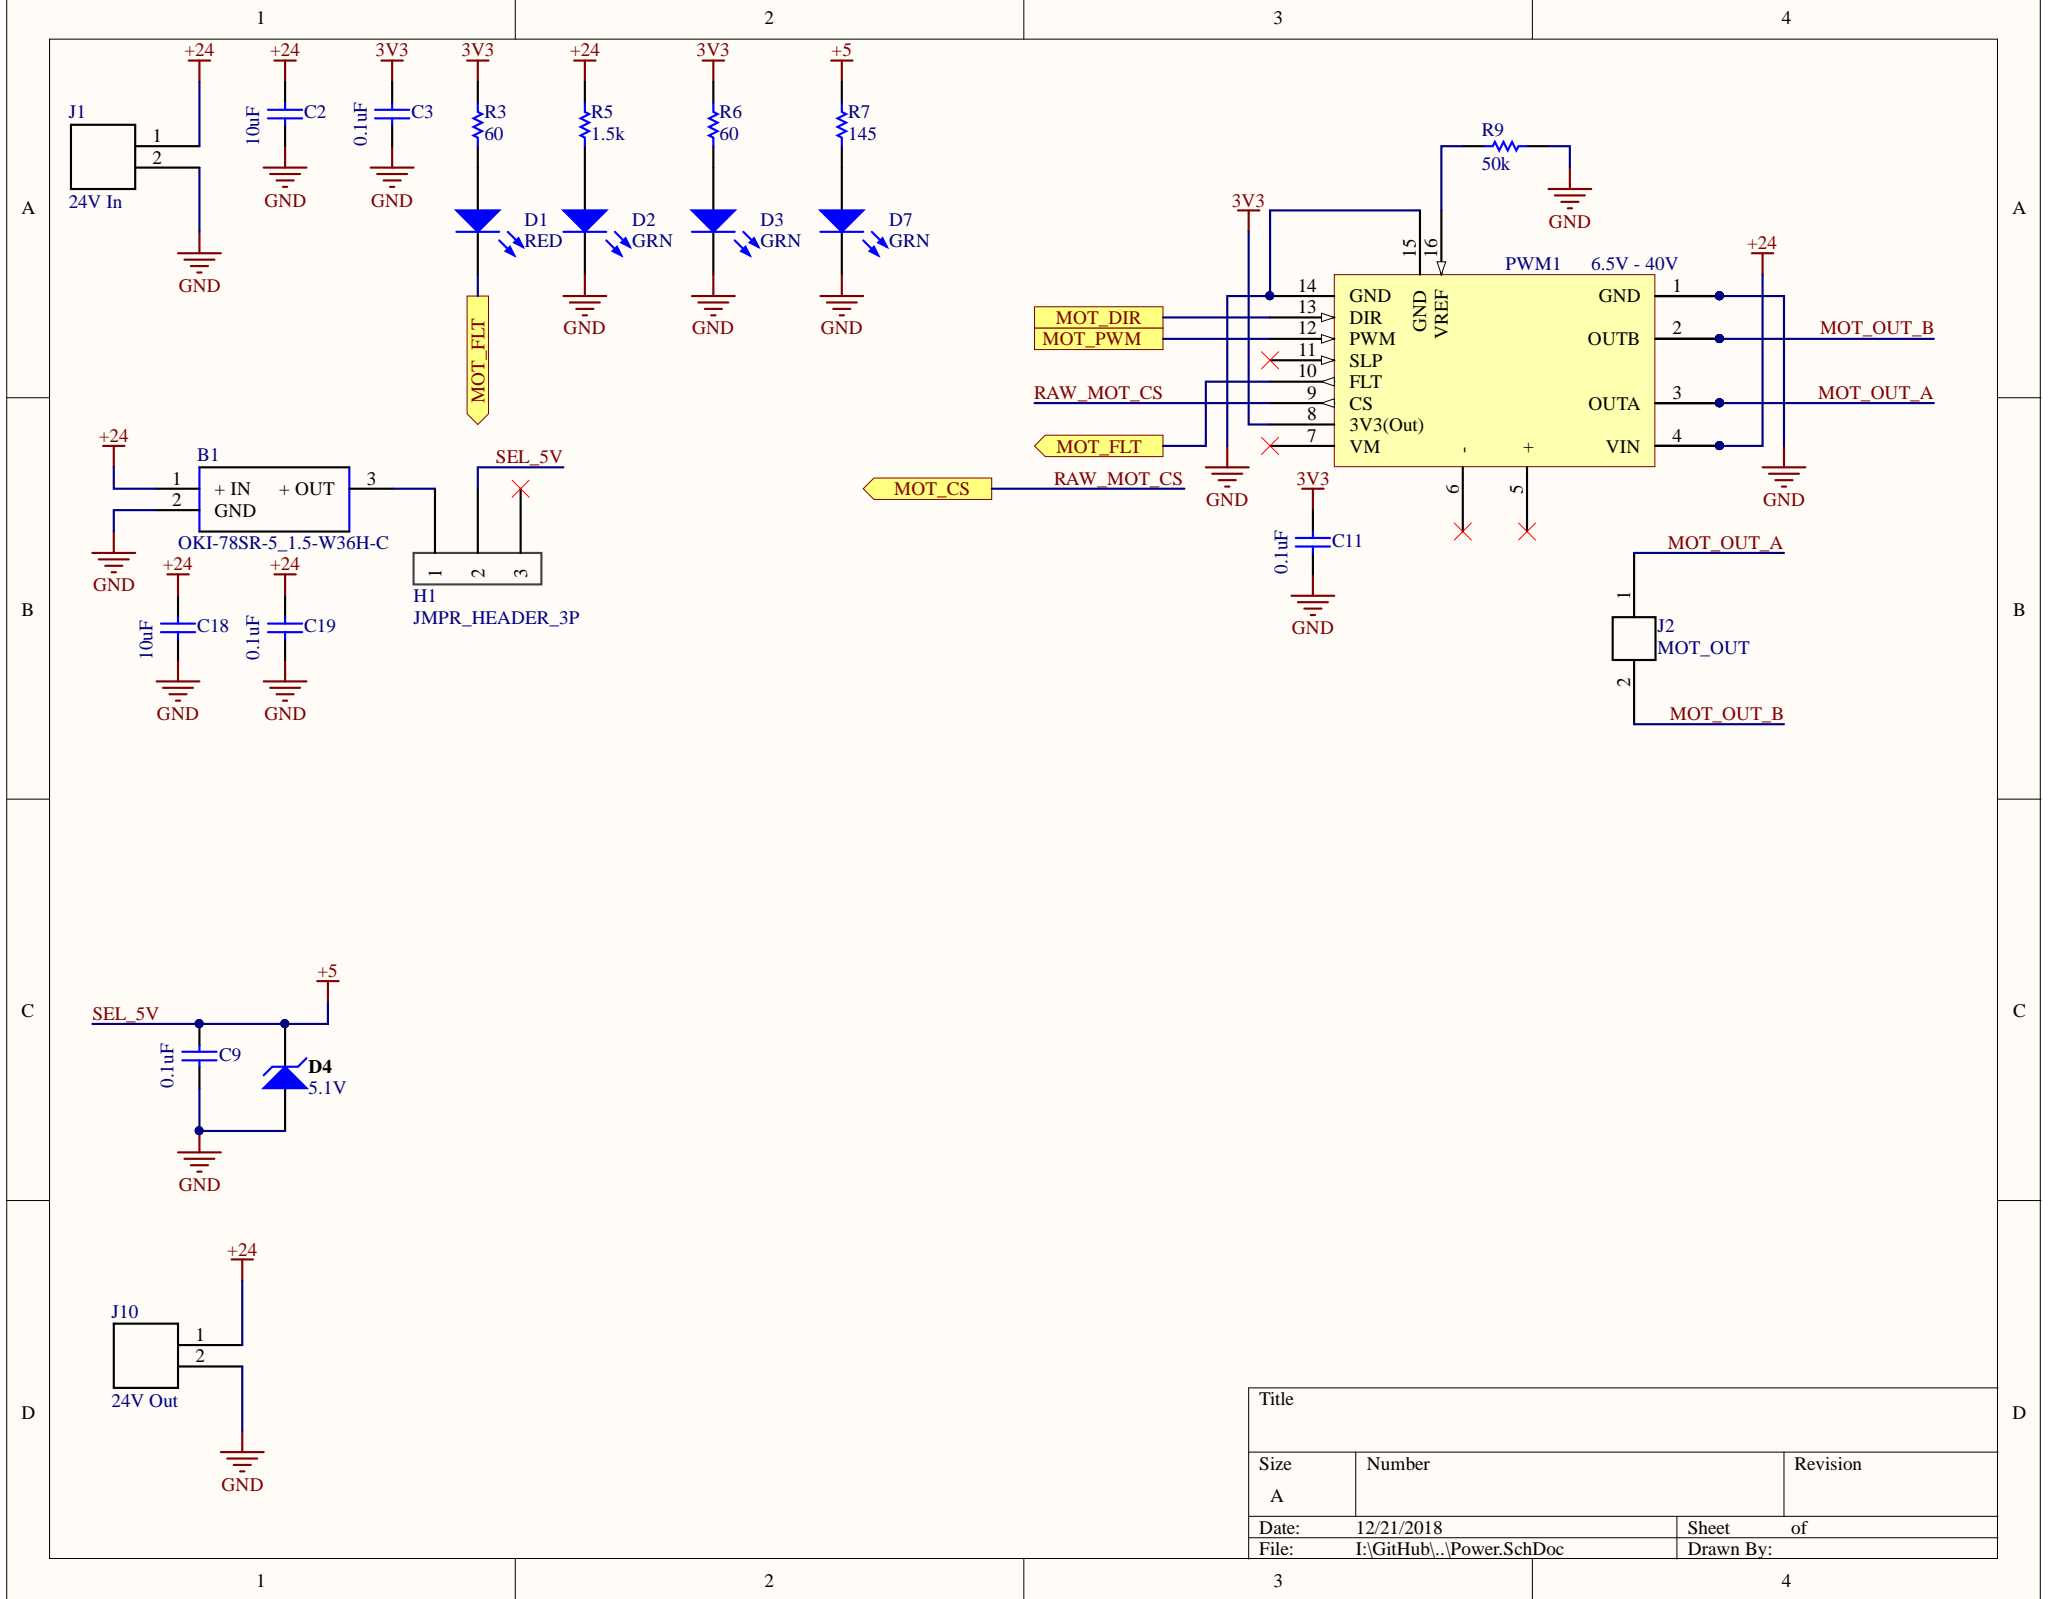 1 2 3 4
+24 +24 3V3 3V3 +24 3V3 +5
J1
1
2
24V In
GND
10uF C2
GND
0.1uF C3
GND
R3
60
D1
RED
MOT_FLT
R5
1.5k
D2
GRN
GND
R6
60
D3
GRN
GND
R7
145
D7
GRN
GND
A A
R9
50k
GND
3V3
15
16
+24
PWM1 6.5V - 40V
14 GND
13 DIR
12 PWM
11 SLP
10 FLT
9 CS
8 3V3(Out)
7 VM
GND
VREF
GND 1
OUTB 2
OUTA 3
VIN 4
- +
6 5
MOT_DIR
MOT_PWM
RAW_MOT_CS
MOT_FLT
MOT_CS RAW_MOT_CS
MOT_OUT_B
MOT_OUT_A
GND
GND
3V3
0.1uF C11
GND
MOT_OUT_A
1
J2
MOT_OUT
2
MOT_OUT_B
+24
B1
1 + IN + OUT 3
2 GND
OKI-78SR-5_1.5-W36H-C
GND
SEL_5V
1 2 3
H1
JMPR_HEADER_3P
+24 +24
10uF C18
0.1uF C19
GND GND
B B
+5
SEL_5V
0.1uF C9
D4
5.1V
GND
C C
+24
J10
1
2
24V Out
GND
D D
Title
Size Number Revision
A
Date: 12/21/2018 Sheet of
File: I:\GitHub\..\Power.SchDoc Drawn By:
1 2 3 4